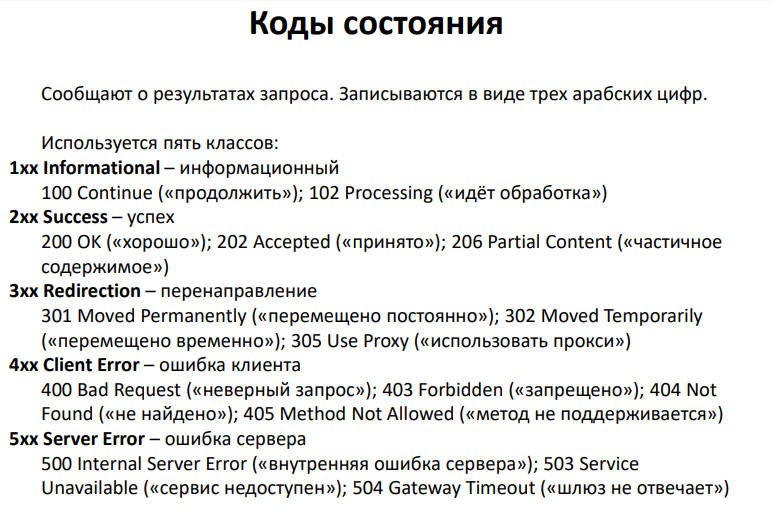 Коды состояния
Сообщают о результатах запроса. Записываются в виде трех арабских цифр.
Используется пять классов:
1xx Informational – информационный
100 Continue («продолжить»); 102 Processing («идёт обработка»)
2xx Success – успех
200 OK («хорошо»); 202 Accepted («принято»); 206 Partial Content («частичное
содержимое»)
3xx Redirection – перенаправление
301 Moved Permanently («перемещено постоянно»); 302 Moved Temporarily
(«перемещено временно»); 305 Use Proxy («использовать прокси»)
4xx Client Error – ошибка клиента
400 Bad Request («неверный запрос»); 403 Forbidden («запрещено»); 404 Not
Found («не найдено»); 405 Method Not Allowed («метод не поддерживается»)
5xx Server Error – ошибка сервера
500 Internal Server Error («внутренняя ошибка сервера»); 503 Service
Unavailable («сервис недоступен»); 504 Gateway Timeout («шлюз не отвечает»)